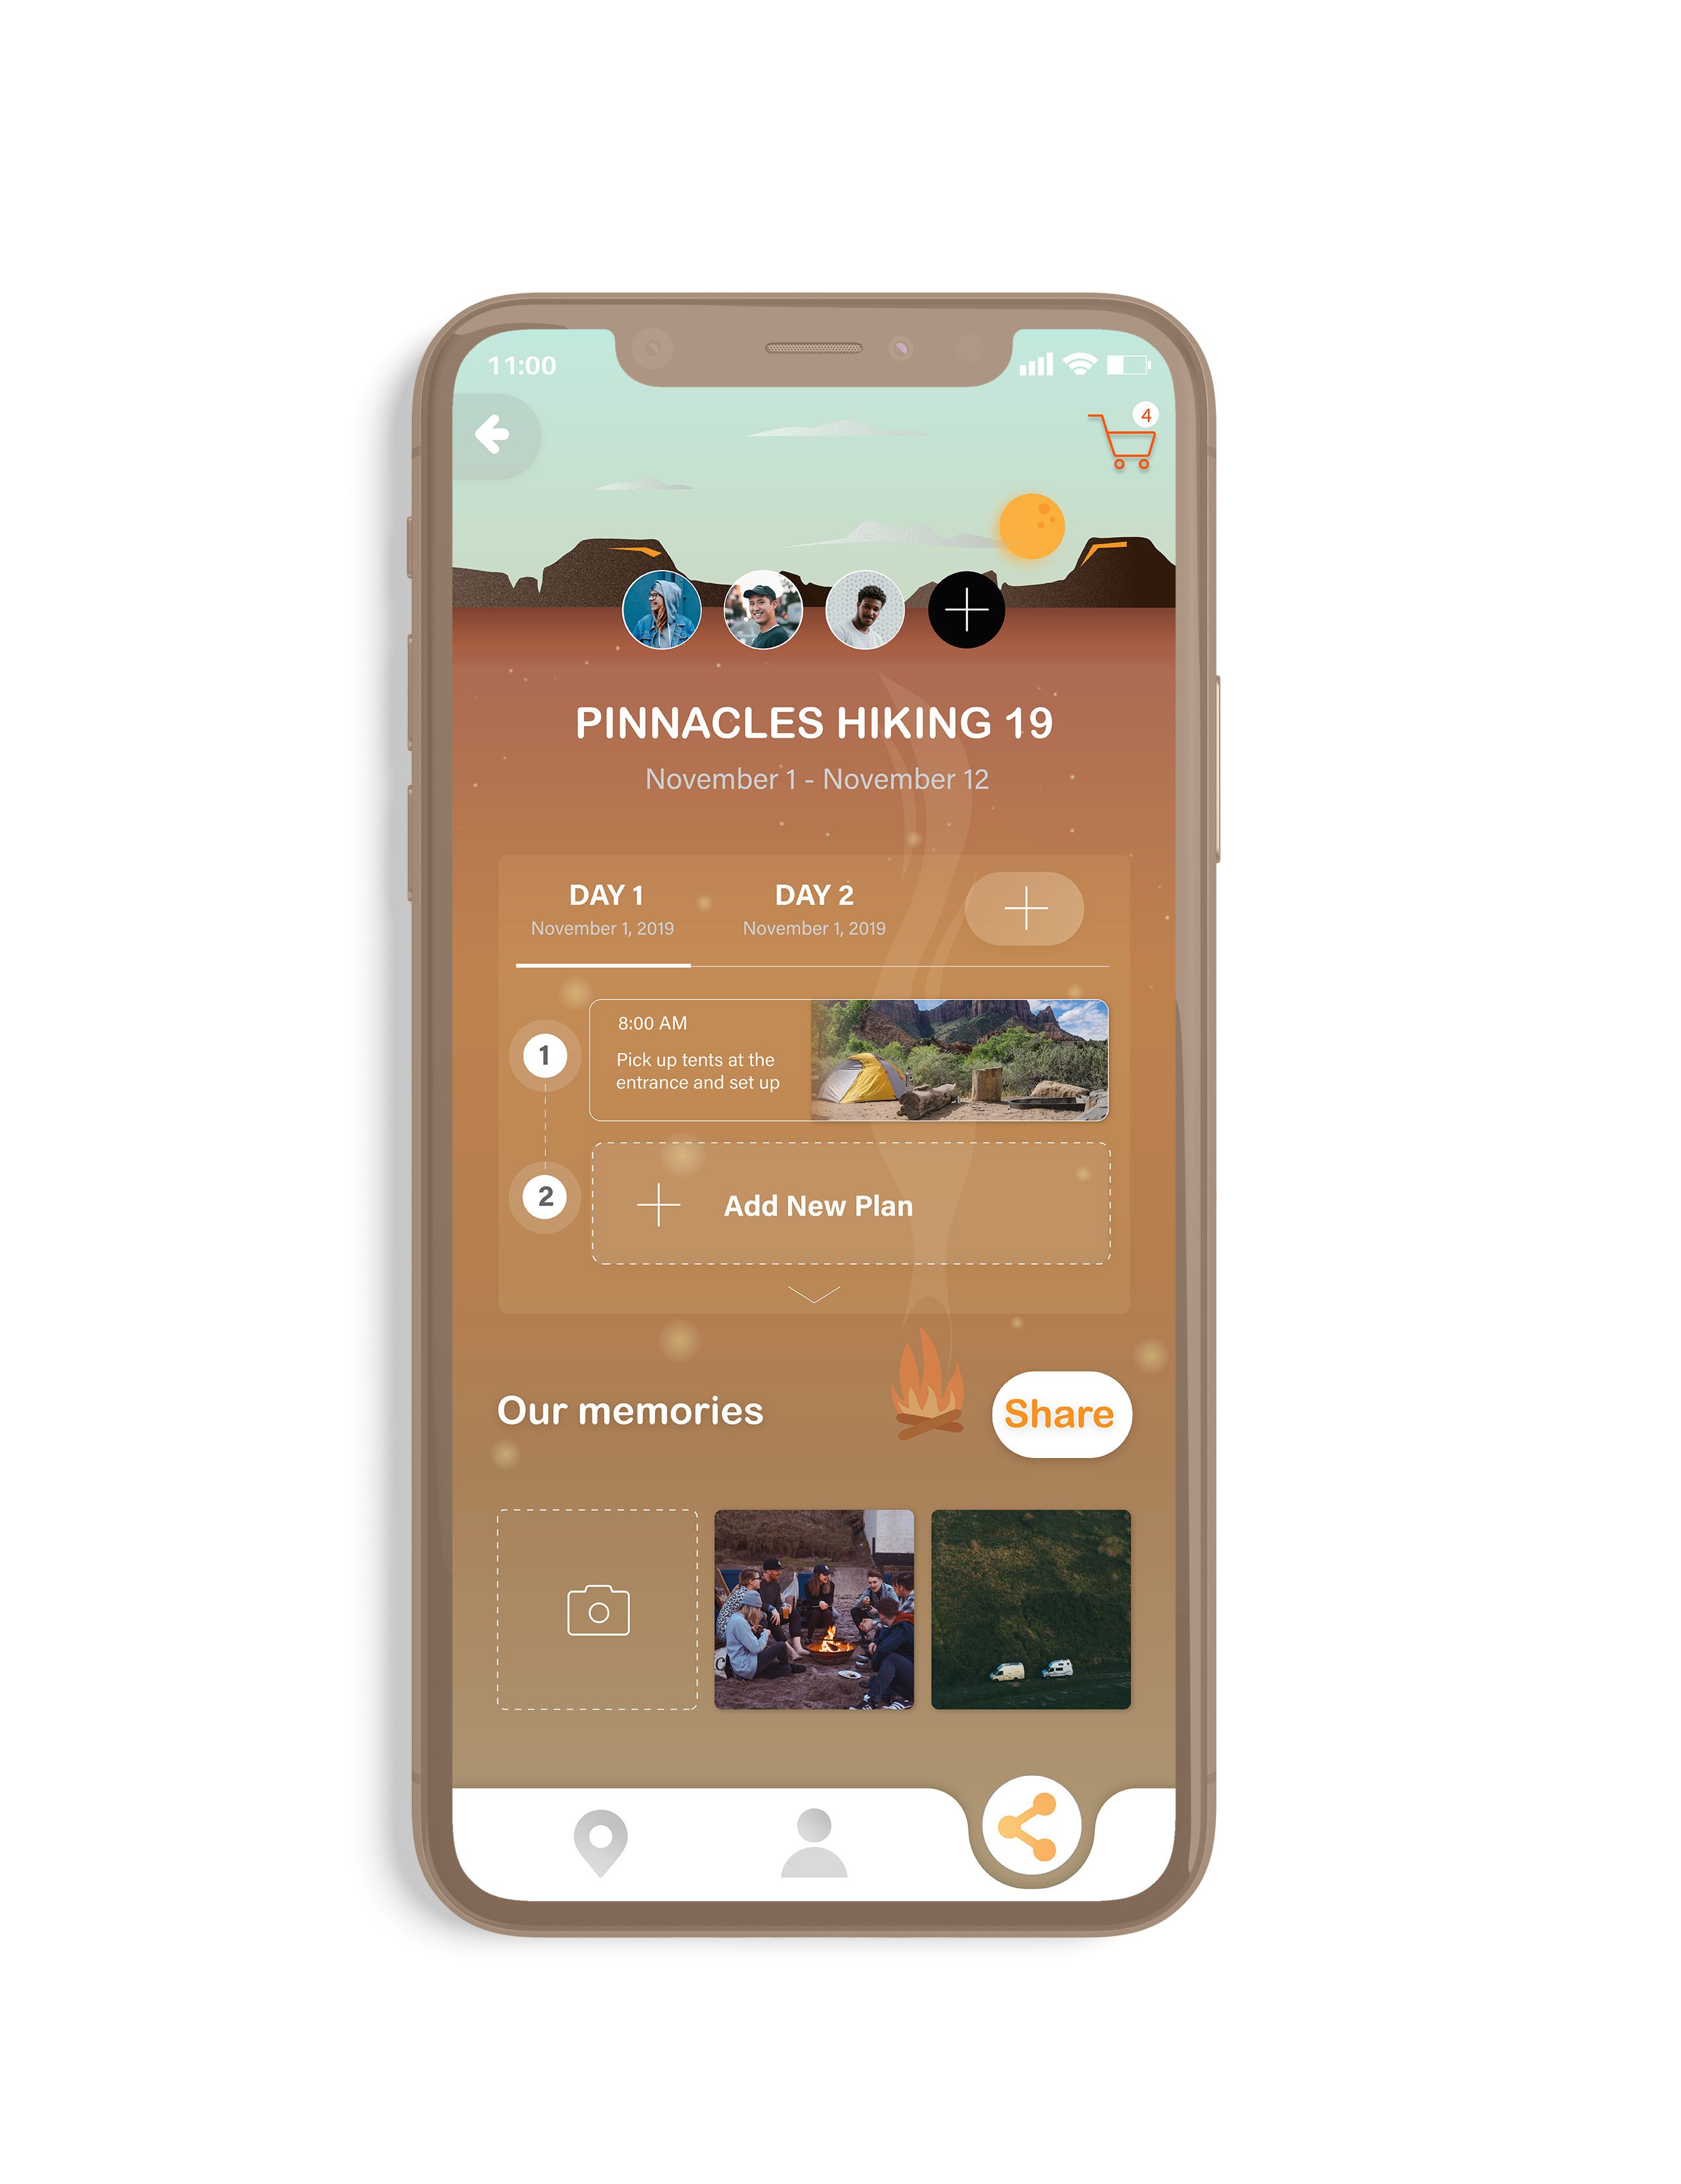 11:00
4
PINNACLES HIKING 19
November 1 - November 12
DAY 1
November 1, 2019
DAY 2
November 1, 2019
8:00 AM
Pick up tents at the
entrance and set up
1
2
Add New Plan
Our memories
Share